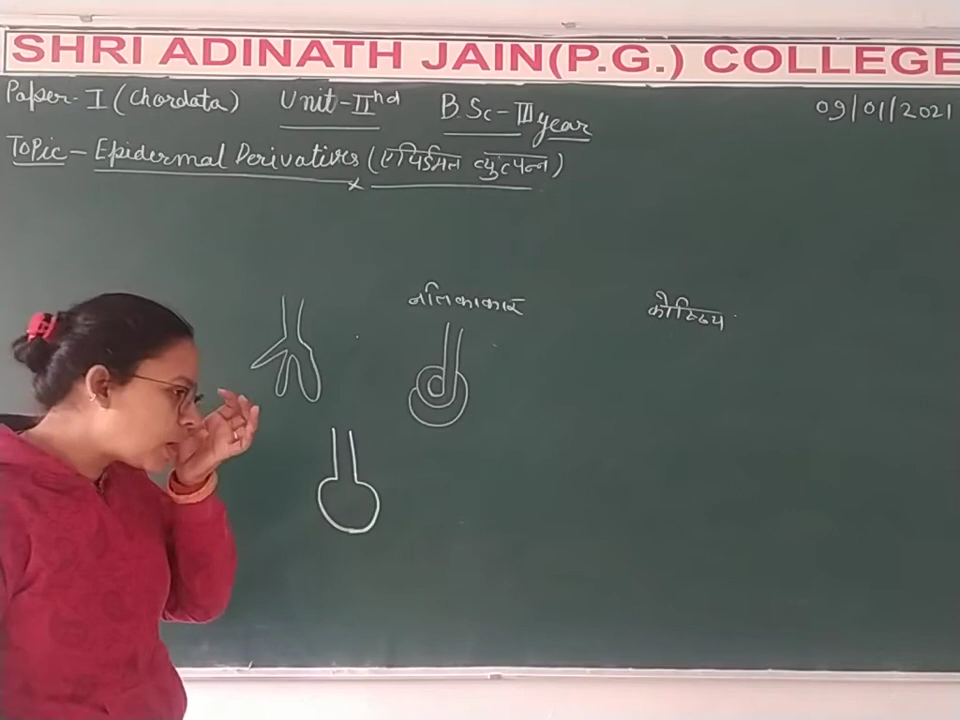 SHRI ADINATH JAIN(P.G.) COLLEGE
Paper-I (Chordata) Unit-IInd B.Sc-III year 09/01/2021
Topic - Epidermal Derivatives (एपिडर्मल व्युत्पन्न)
नलिकाकार